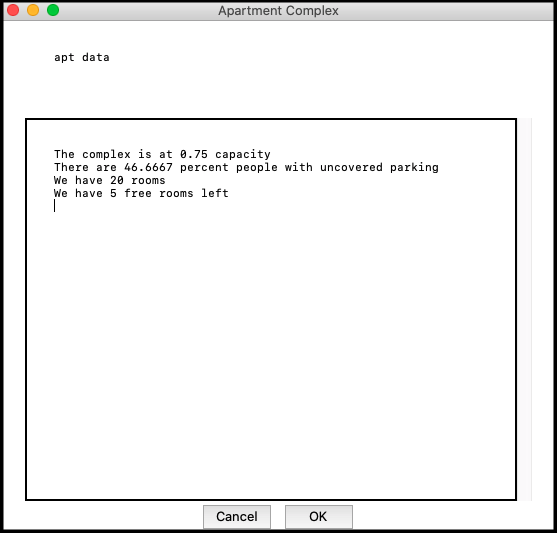 Apartment Complex
apt data
The complex is at 0.75 capacity
There are 46.6667 percent people with uncovered parking
We have 20 rooms
We have 5 free rooms left
Cancel
OK